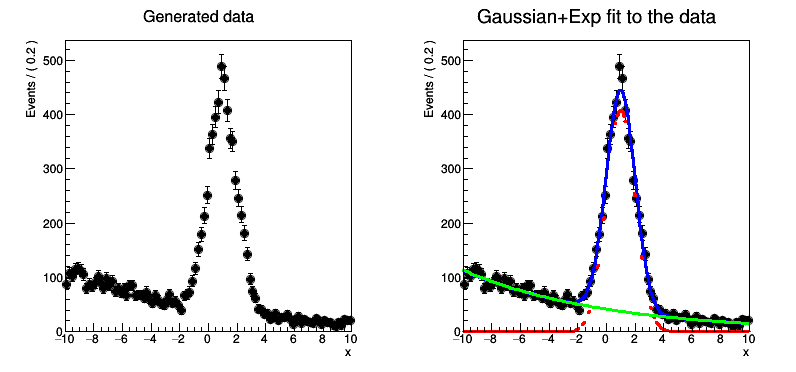 Generated data
Events / ( 0.2 )
500
400
300
200
100
0
−10 −8 −6 −4 −2 0 2 4 6 8 10
x
Gaussian+Exp fit to the data
Events / ( 0.2 )
500
400
300
200
100
0
−10 −8 −6 −4 −2 0 2 4 6 8 10
x